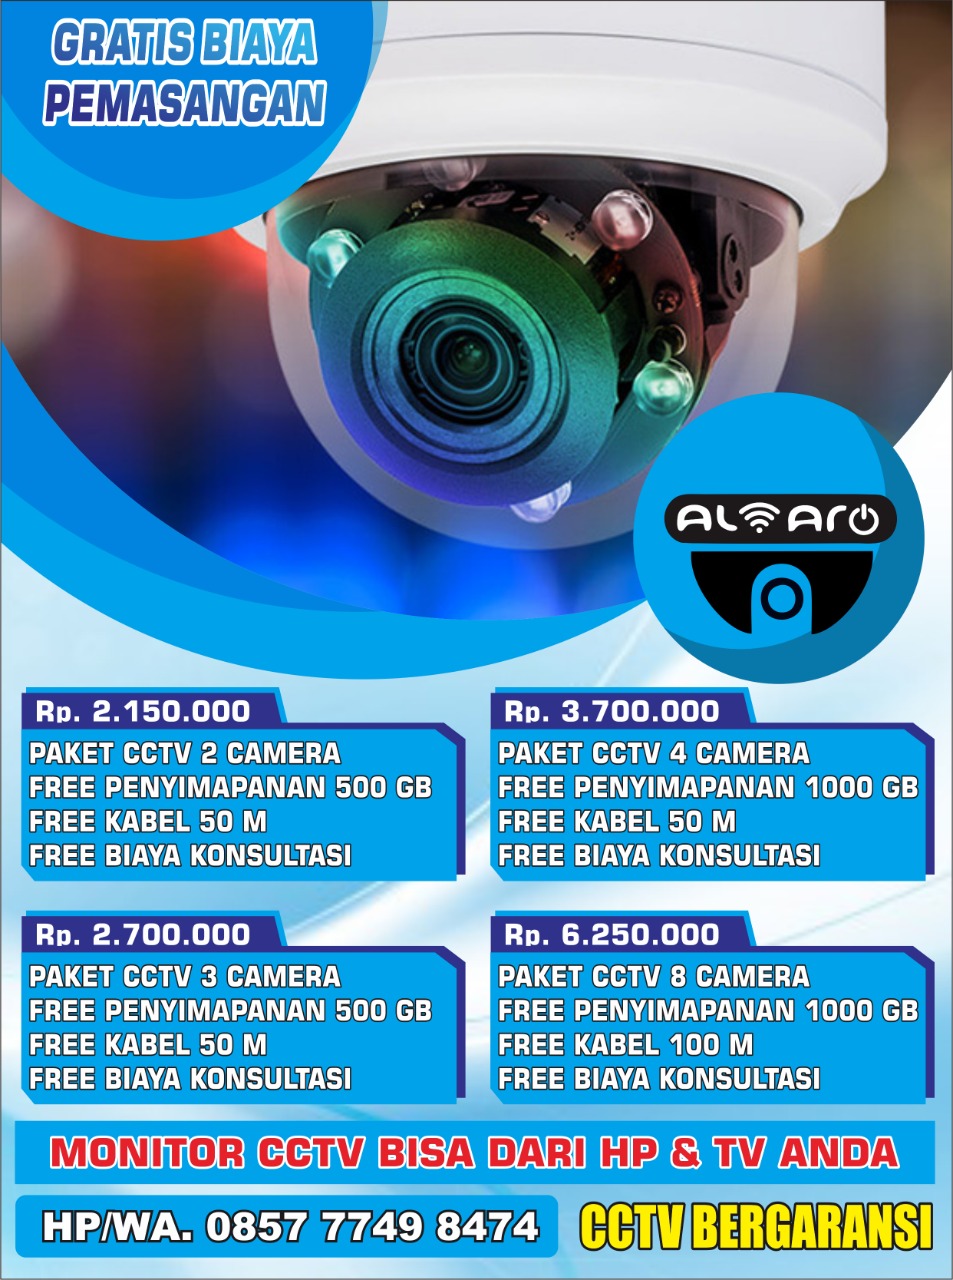 GRATIS BIAYA
PEMASANGAN
ALVARO
Rp. 2.150.000
PAKET CCTV 2 CAMERA
FREE PENYIMAPANAN 500 GB
FREE KABEL 50 M
FREE BIAYA KONSULTASI
Rp. 3.700.000
PAKET CCTV 4 CAMERA
FREE PENYIMAPANAN 1000 GB
FREE KABEL 50 M
FREE BIAYA KONSULTASI
Rp. 2.700.000
PAKET CCTV 3 CAMERA
FREE PENYIMAPANAN 500 GB
FREE KABEL 50 M
FREE BIAYA KONSULTASI
Rp. 6.250.000
PAKET CCTV 8 CAMERA
FREE PENYIMAPANAN 1000 GB
FREE KABEL 100 M
FREE BIAYA KONSULTASI
MONITOR CCTV BISA DARI HP & TV ANDA
HP/WA. 0857 7749 8474
CCTV BERGARANSI